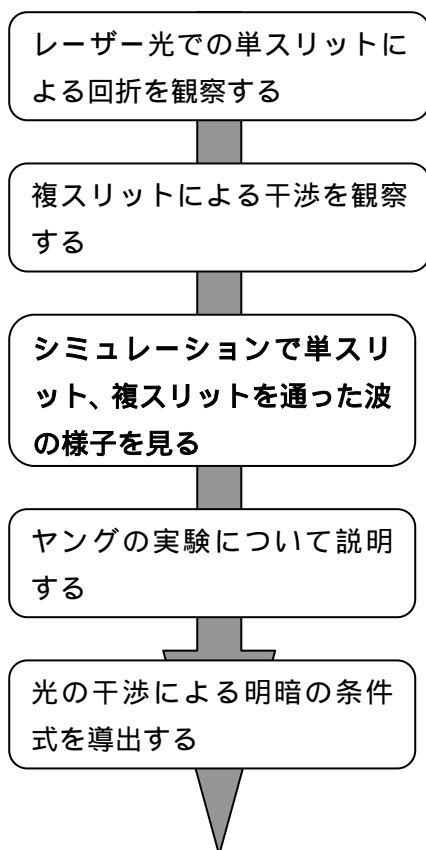 レーザー光での単スリットに
よる回折を観察する
複スリットによる干渉を観察
する
シミュレーションで単スリ
ット、複スリットを通った波
の様子を見る
ヤングの実験について説明
する
光の干渉による明暗の条件
式を導出する